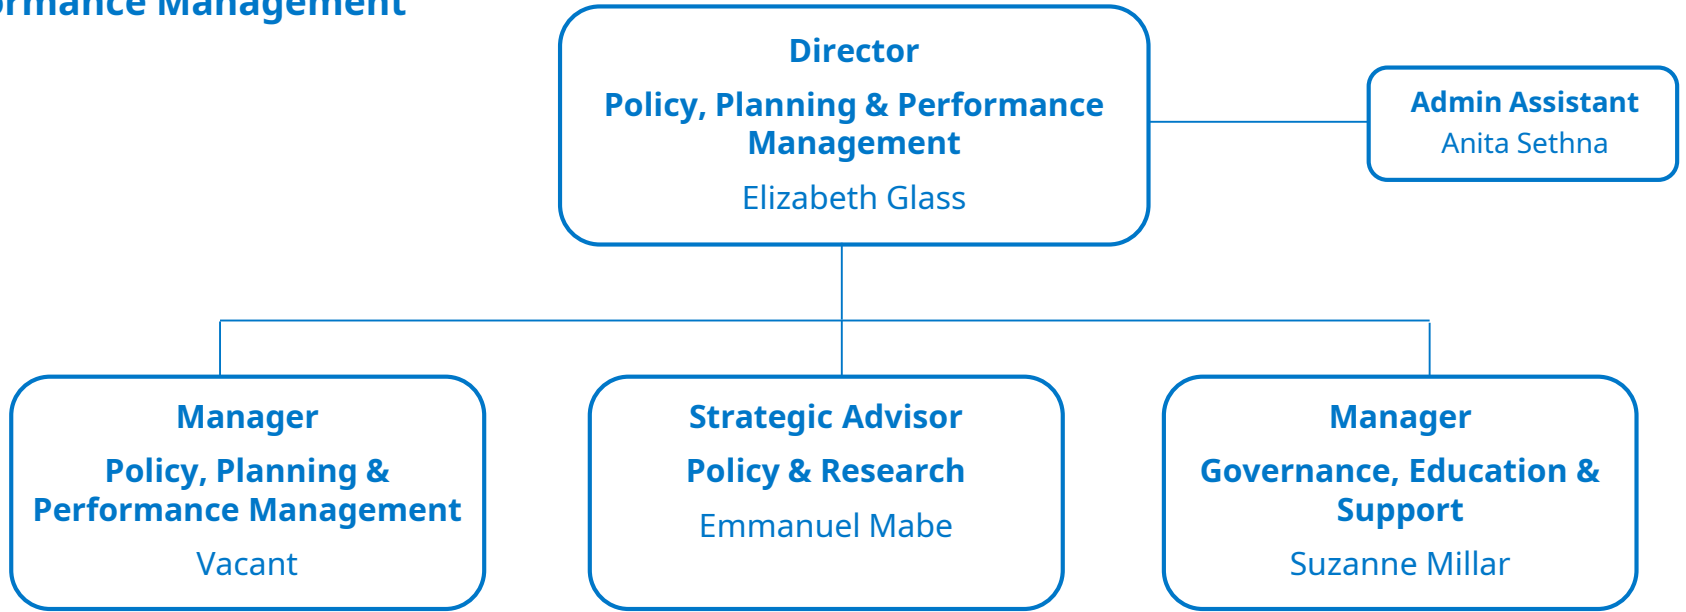 Management
Director
Policy, Planning & Performance
Management
Elizabeth Glass
Admin Assistant
Anita Sethna
Manager
Policy, Planning &
Performance Management
Vacant
Strategic Advisor
Policy & Research
Emmanuel Mabe
Manager
Governance, Education &
Support
Suzanne Millar